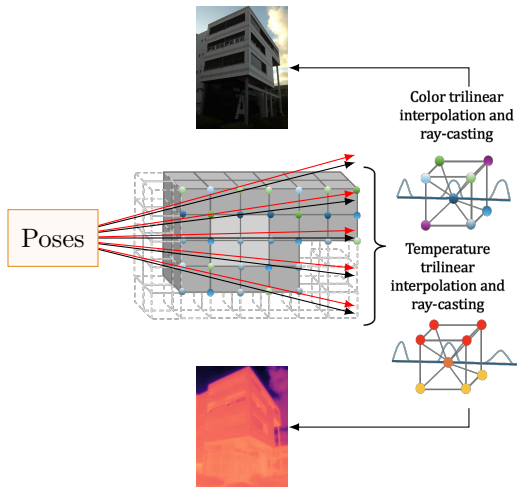 Color trilinear
interpolation and
ray-casting
Poses
Temperature
trilinear
interpolation and
ray-casting